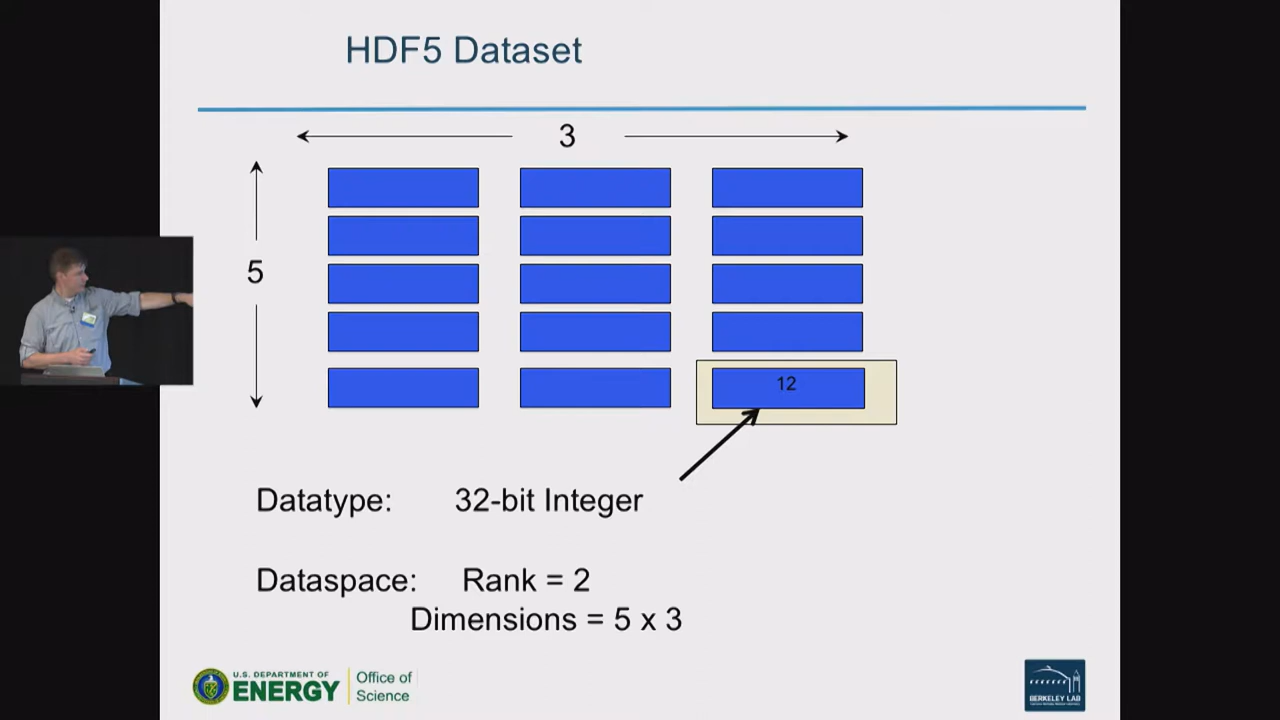 HDF5 Dataset
3
5
12
Datatype: 32-bit Integer
Dataspace: Rank = 2
Dimensions = 5 x 3
U.S. DEPARTMENT OF
ENERGY
Office of
Science
BERKELEY LAB